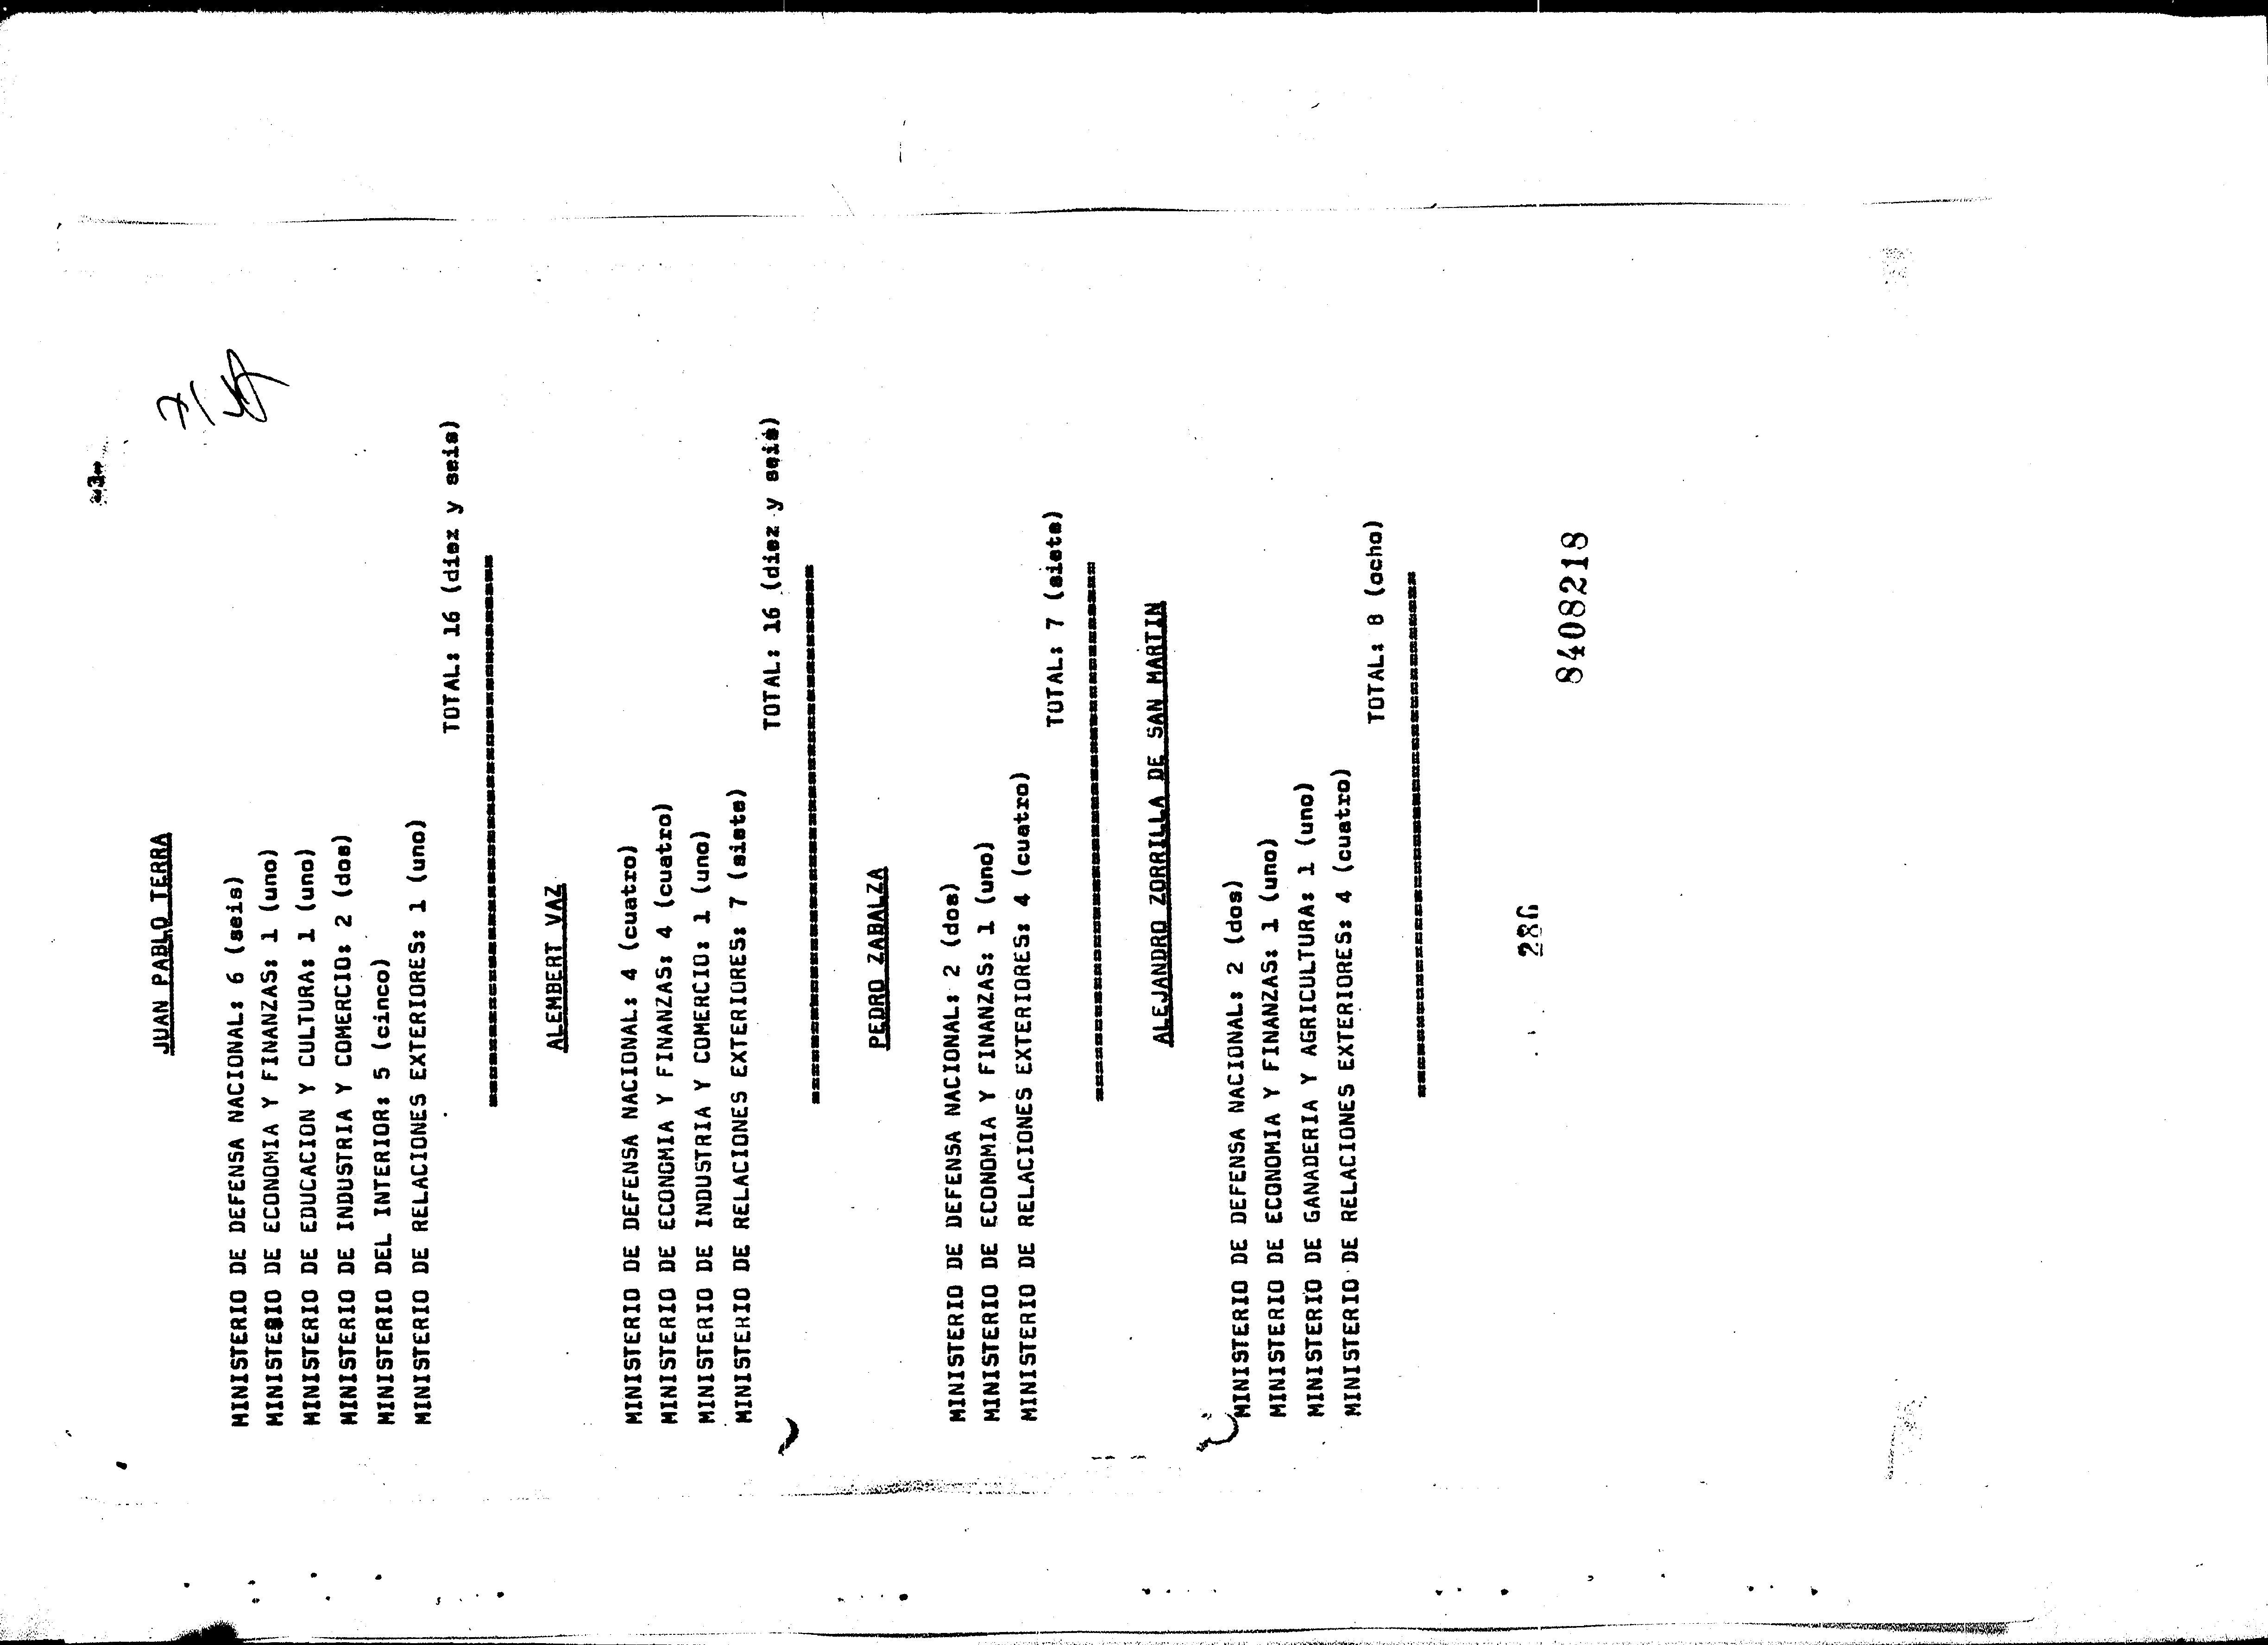 -3-
JUAN PABLO TERRA
MINISTERIO DE DEFENSA NACIONAL: 6 (seis)
MINISTERIO DE ECONOMIA Y FINANZAS: 1 (uno)
MINISTERIO DE EDUCACION Y CULTURA: 1 (uno)
MINISTERIO DE INDUSTRIA Y COMERCIO: 2 (dos)
MINISTERIO DEL INTERIOR: 5 (cinco)
MINISTERIO DE RELACIONES EXTERIORES: 1 (uno)
TOTAL: 16 (diez y seis)
ALEMBERT VAZ
MINISTERIO DE DEFENSA NACIONAL: 4 (cuatro)
MINISTERIO DE ECONOMIA Y FINANZAS: 4 (cuatro)
MINISTERIO DE INDUSTRIA Y COMERCIO: 1 (uno)
MINISTERIO DE RELACIONES EXTERIORES: 7 (siete)
TOTAL: 16 (diez y seis)
PEDRO ZABALZA
MINISTERIO DE DEFENSA NACIONAL: 2 (dos)
MINISTERIO DE ECONOMIA Y FINANZAS: 1 (uno)
MINISTERIO DE RELACIONES EXTERIORES: 4 (cuatro)
TOTAL: 7 (siete)
ALEJANDRO ZORRILLA DE SAN MARTIN
MINISTERIO DE DEFENSA NACIONAL: 2 (dos)
MINISTERIO DE ECONOMIA Y FINANZAS: 1 (uno)
MINISTERIO DE GANADERIA Y AGRICULTURA: 1 (uno)
MINISTERIO DE RELACIONES EXTERIORES: 4 (cuatro)
TOTAL: 8 (ocho)
8408218